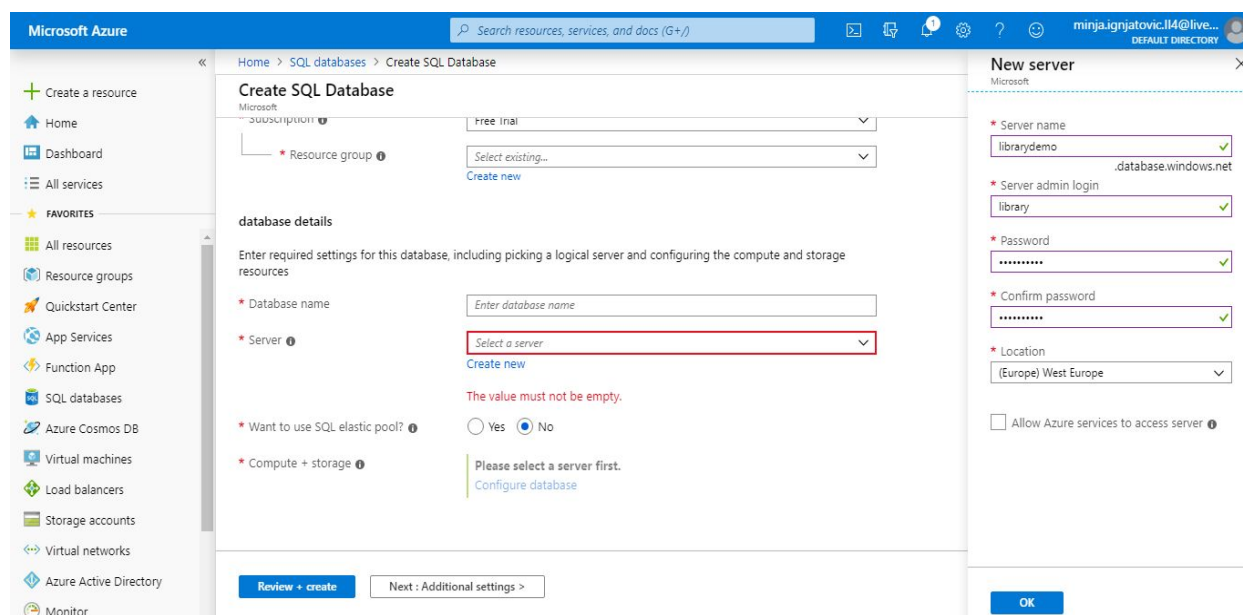 Microsoft Azure
Search resources, services, and docs (G+/)
1
minja.ignjatovic.ll4@live...
DEFAULT DIRECTORY
Create a resource
Home
Dashboard
All services
FAVORITES
All resources
Resource groups
Quickstart Center
App Services
Function App
SQL databases
Azure Cosmos DB
Virtual machines
Load balancers
Storage accounts
Virtual networks
Azure Active Directory
Monitor
Home > SQL databases > Create SQL Database
Create SQL Database
Microsoft
* Subscription Free Trial
* Resource group Select existing...
Create new
database details
Enter required settings for this database, including picking a logical server and configuring the compute and storage
resources
* Database name Enter database name
* Server Select a server
Create new
The value must not be empty.
* Want to use SQL elastic pool? Yes No
* Compute + storage Please select a server first.
Configure database
Review + create Next : Additional settings >
New server
Microsoft
* Server name
librarydemo
.database.windows.net
* Server admin login
library
* Password
••••••••••
* Confirm password
••••••••••
* Location
(Europe) West Europe
Allow Azure services to access server
OK